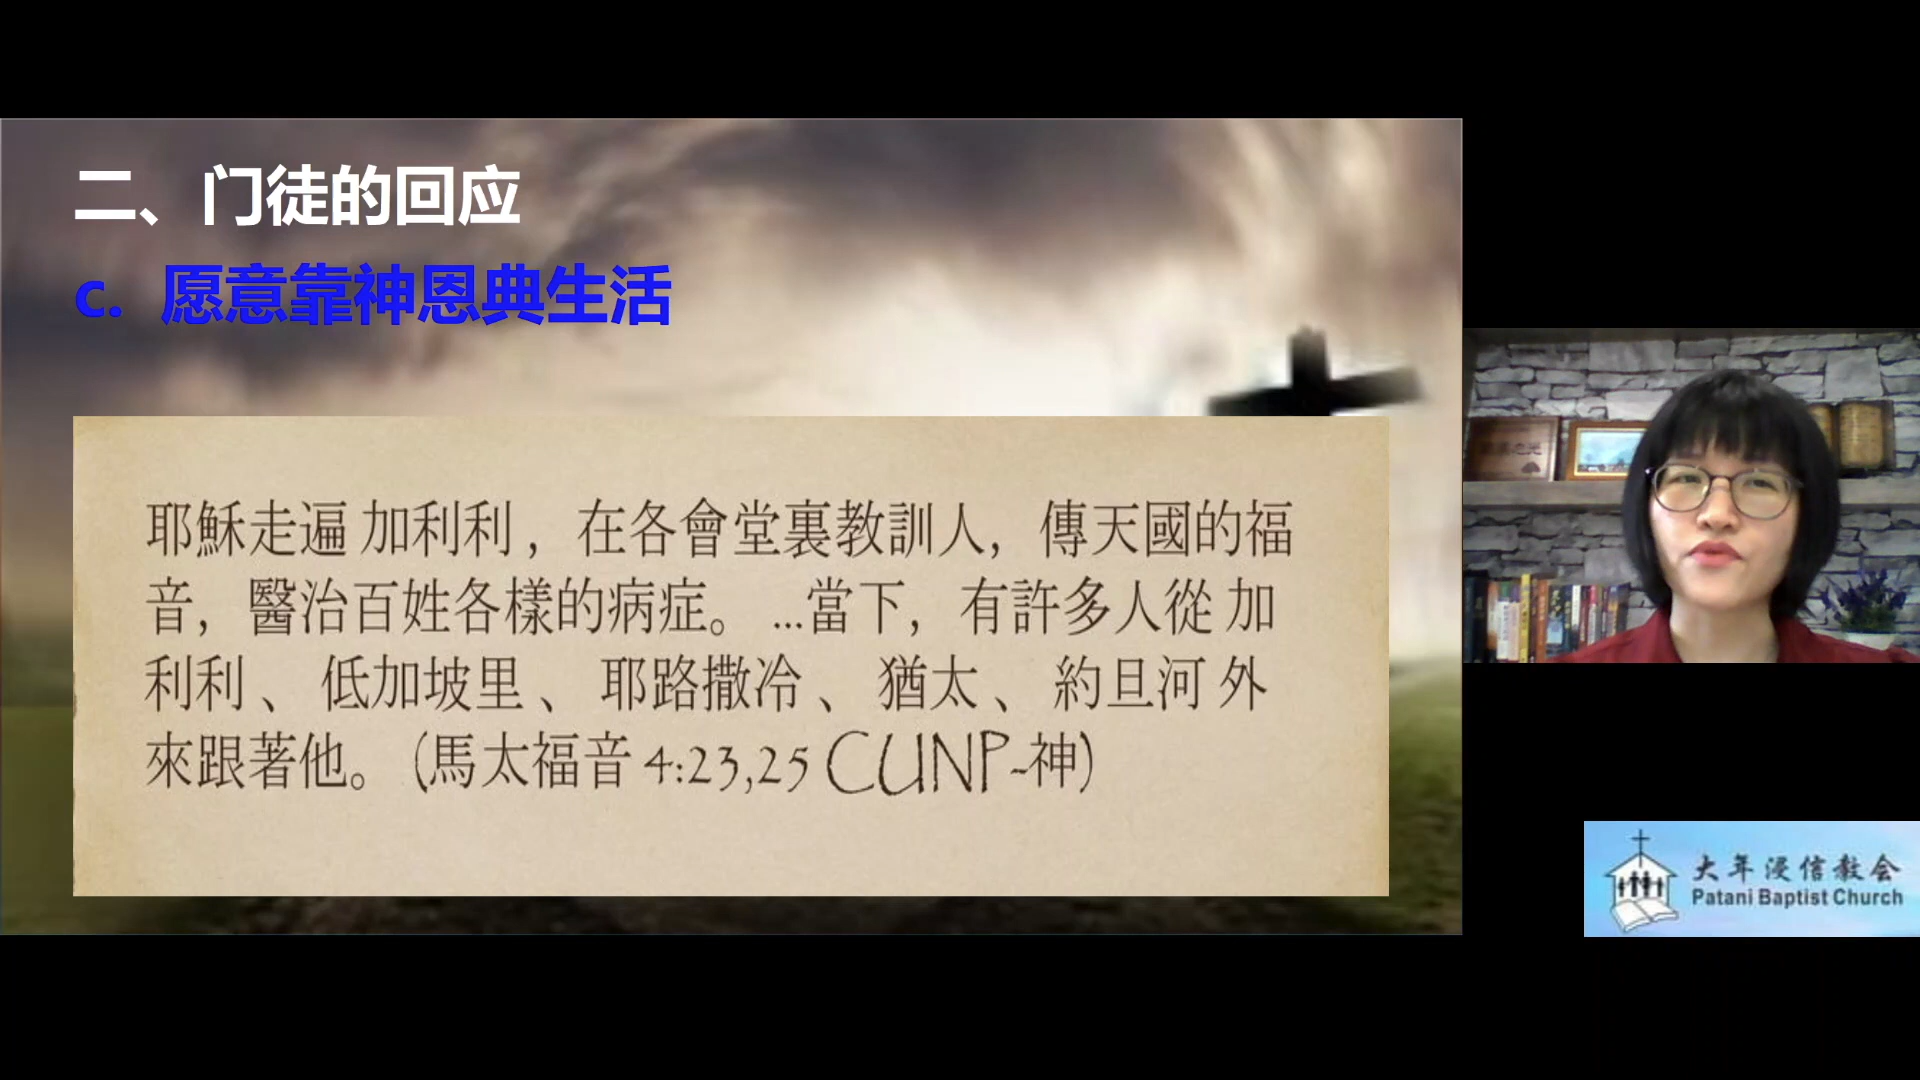 二、门徒的回应
c. 愿意靠神恩典生活
耶穌走遍 加利利 ，在各會堂裏教訓人，傳天國的福
音，醫治百姓各樣的病症。 ...當下，有許多人從 加
利利 、 低加坡里 、 耶路撒冷 、 猶太 、 約旦河 外
來跟著他。 (馬太福音 4:23,25 CUNP-神)
大年浸信教会
Patani Baptist Church